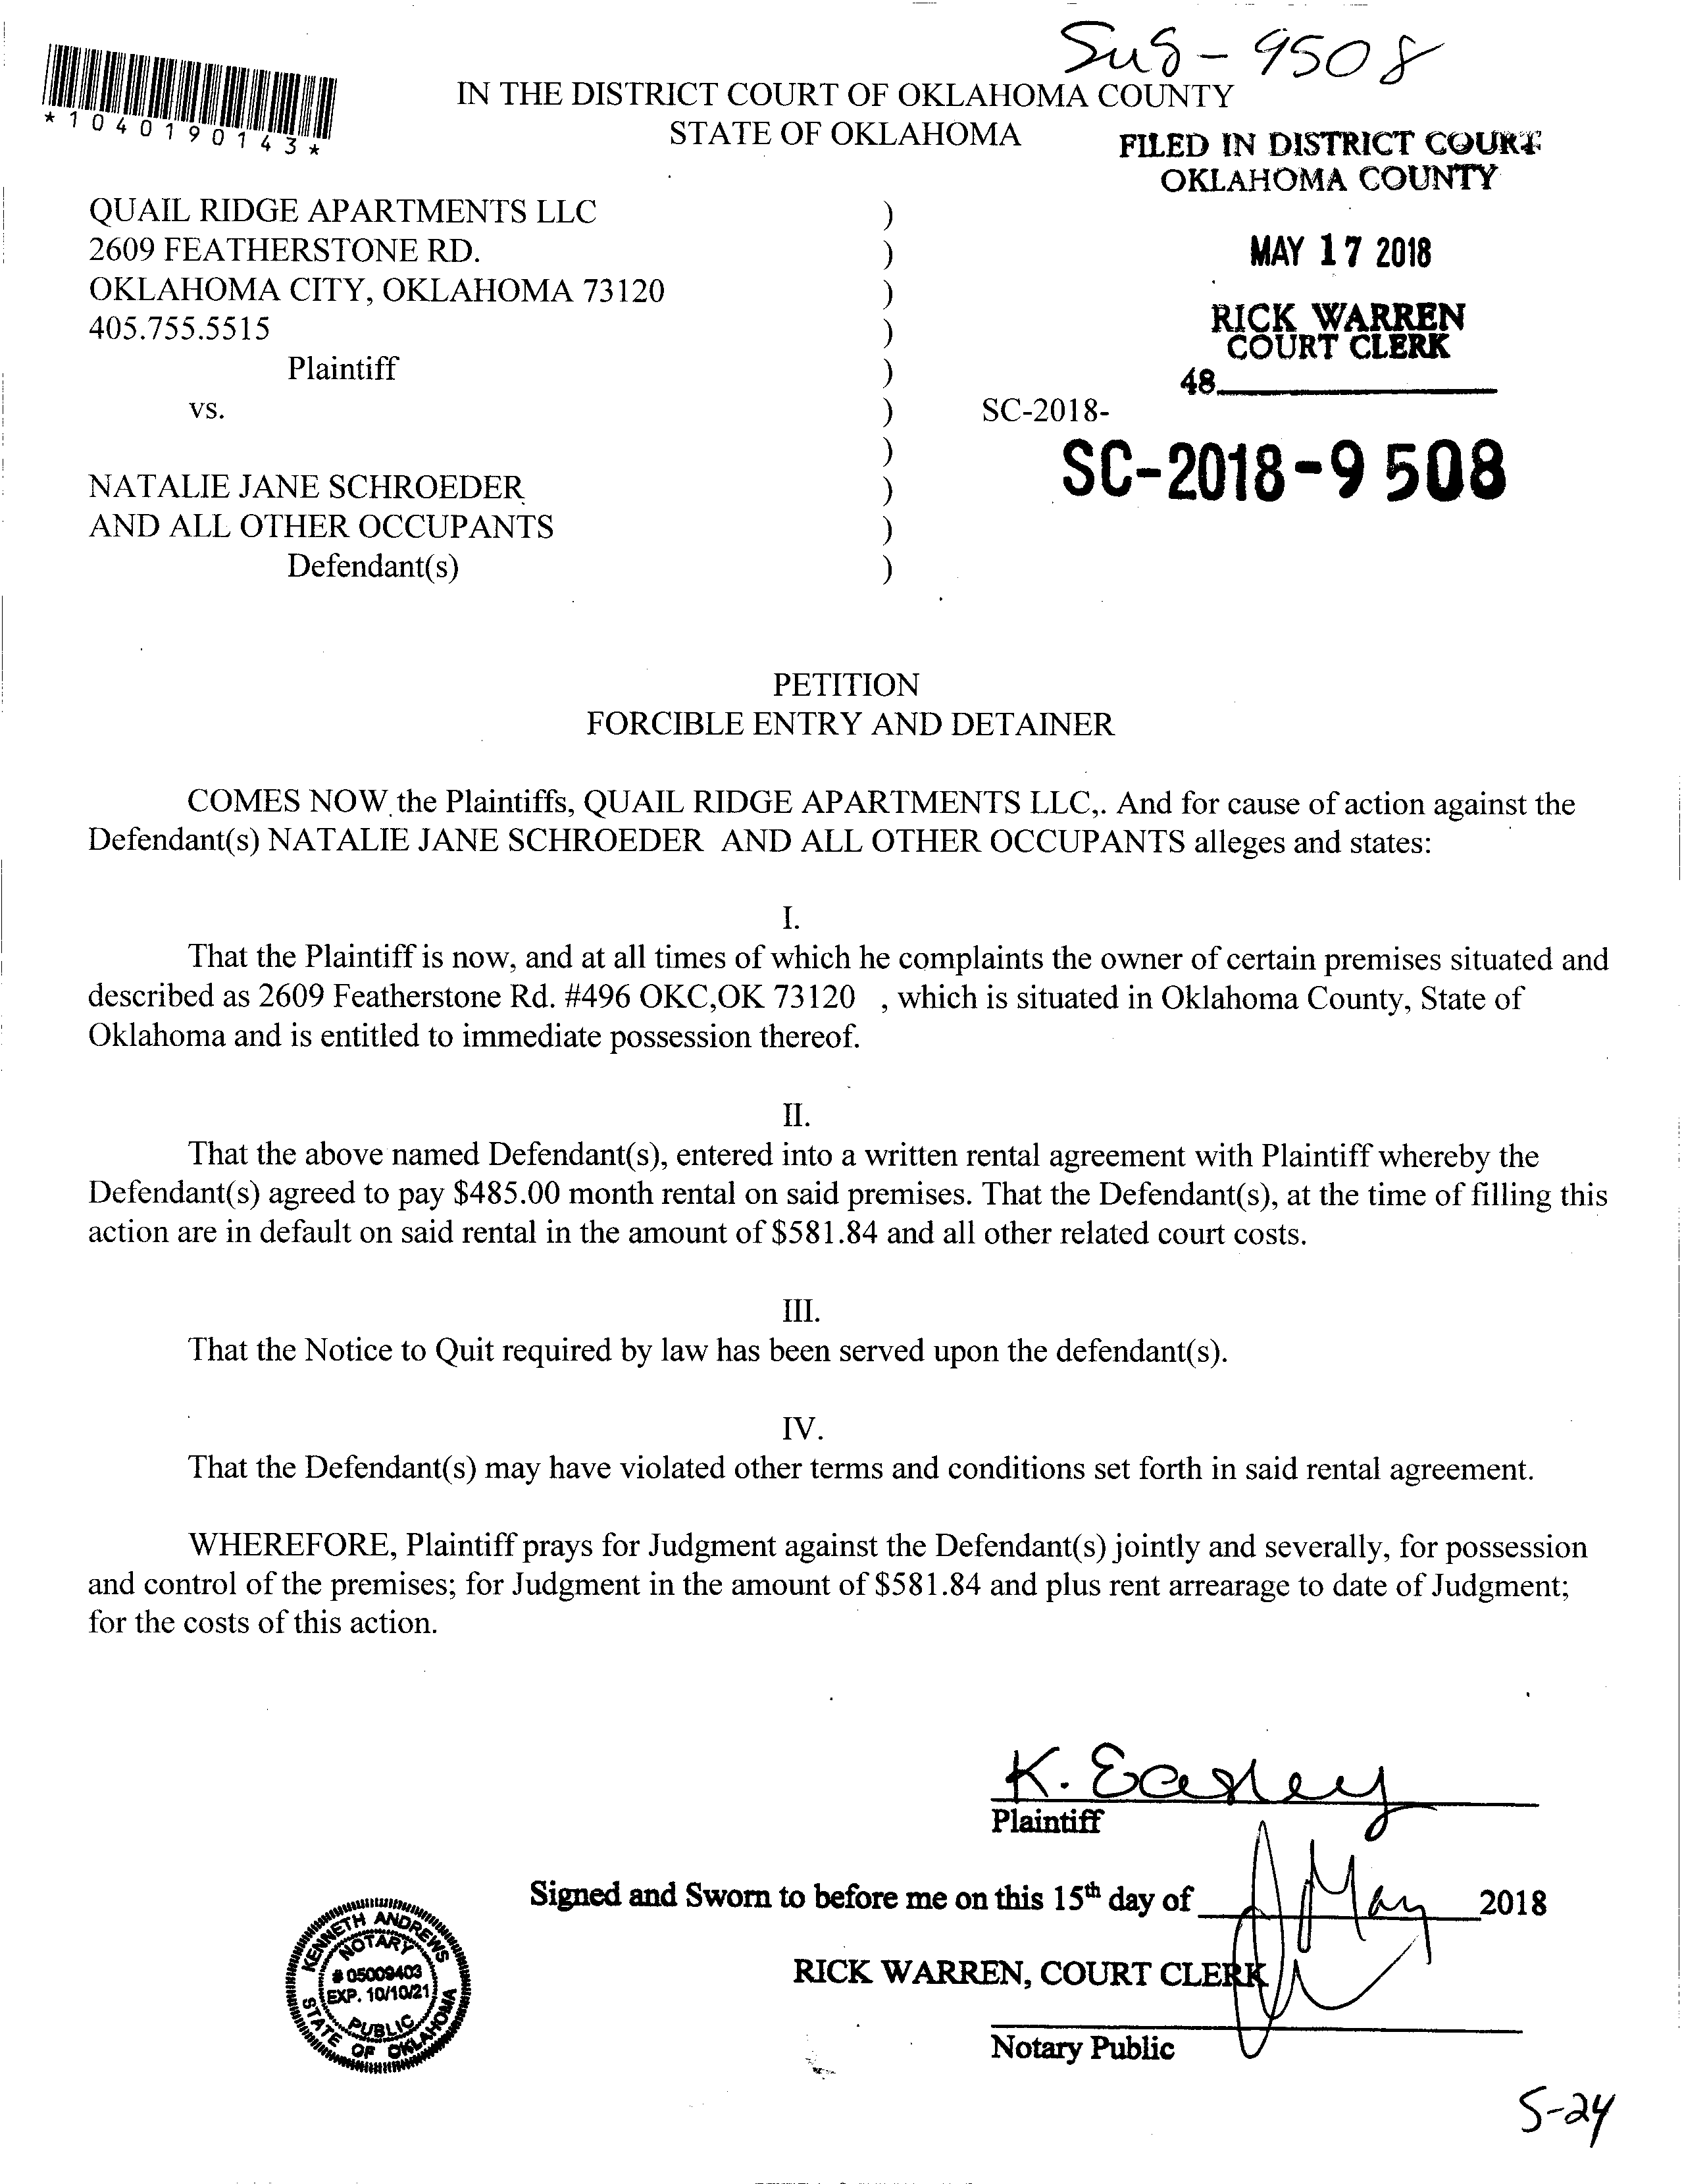 Sus-9508
*1040190143*
IN THE DISTRICT COURT OF OKLAHOMA COUNTY
STATE OF OKLAHOMA
FILED IN DISTRICT COURT
OKLAHOMA COUNTY
MAY 17 2018
RICK WARREN
COURT CLERK
48
QUAIL RIDGE APARTMENTS LLC )
2609 FEATHERSTONE RD. )
OKLAHOMA CITY, OKLAHOMA 73120 )
405.755.5515 )
Plaintiff )
vs. ) SC-2018-
)
SC-2018-9508
NATALIE JANE SCHROEDER )
AND ALL OTHER OCCUPANTS )
Defendant(s) )
PETITION
FORCIBLE ENTRY AND DETAINER
COMES NOW the Plaintiffs, QUAIL RIDGE APARTMENTS LLC,. And for cause of action against the
Defendant(s) NATALIE JANE SCHROEDER AND ALL OTHER OCCUPANTS alleges and states:
I.
That the Plaintiff is now, and at all times of which he complaints the owner of certain premises situated and
described as 2609 Featherstone Rd. #496 OKC,OK 73120 , which is situated in Oklahoma County, State of
Oklahoma and is entitled to immediate possession thereof.
II.
That the above named Defendant(s), entered into a written rental agreement with Plaintiff whereby the
Defendant(s) agreed to pay $485.00 month rental on said premises. That the Defendant(s), at the time of filling this
action are in default on said rental in the amount of $581.84 and all other related court costs.
III.
That the Notice to Quit required by law has been served upon the defendant(s).
IV.
That the Defendant(s) may have violated other terms and conditions set forth in said rental agreement.
WHEREFORE, Plaintiff prays for Judgment against the Defendant(s) jointly and severally, for possession
and control of the premises; for Judgment in the amount of $581.84 and plus rent arrearage to date of Judgment;
for the costs of this action.
K. Easley
Plaintiff
Signed and Sworn to before me on this 15th day of May 2018
RICK WARREN, COURT CLERK
Notary Public
KENNETH ANDREWS
NOTARY
# 05009403
EXP. 10/10/21
PUBLIC
STATE OF OKLAHOMA
5-24